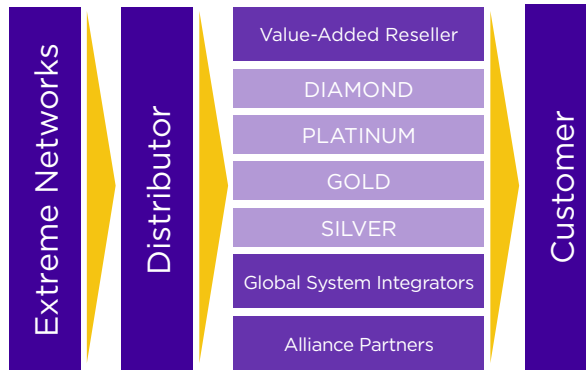 Extreme Networks
Distributor
Value-Added Reseller
DIAMOND
PLATINUM
GOLD
SILVER
Global System Integrators
Alliance Partners
Customer